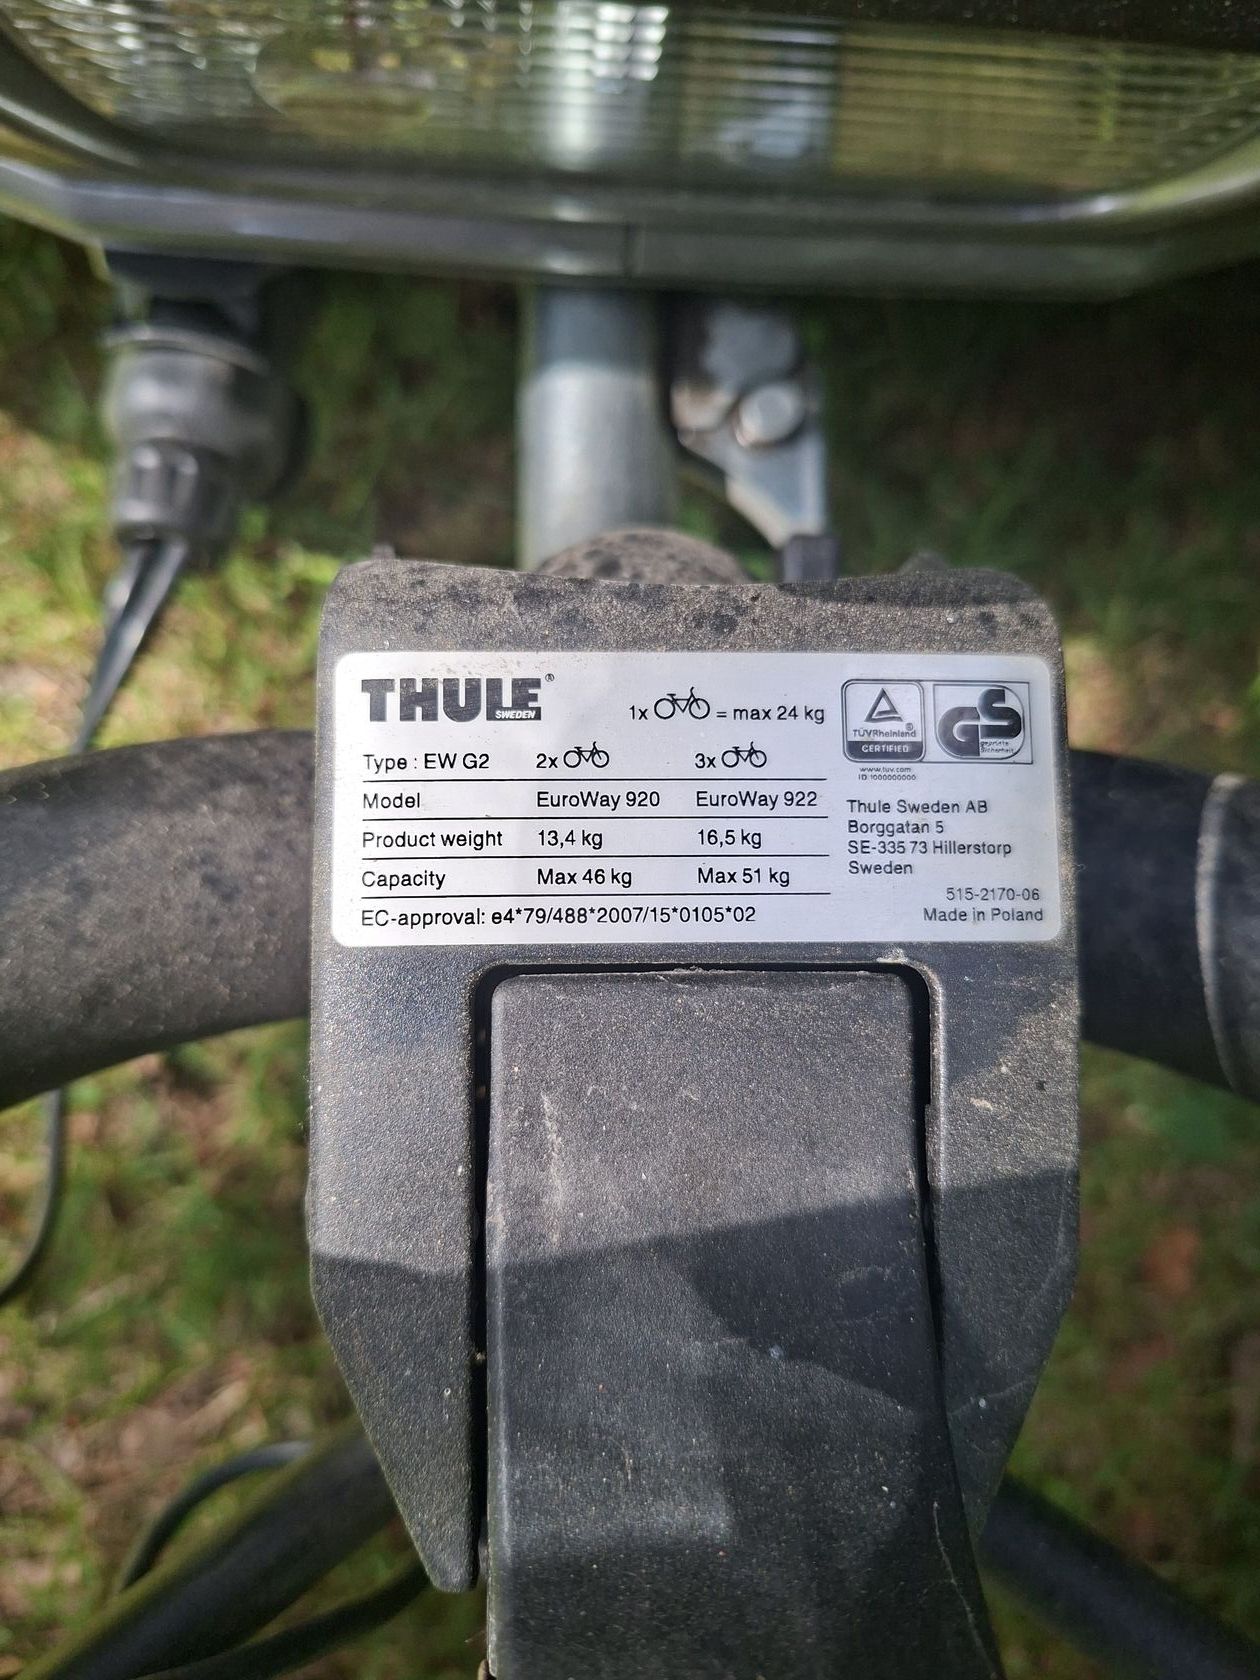 THULE®
SWEDEN
1x = max 24 kg
Type : EW G2 2x 3x
Model EuroWay 920 EuroWay 922
Product weight 13,4 kg 16,5 kg
Capacity Max 46 kg Max 51 kg
EC-approval: e4*79/488*2007/15*0105*02
TÜVRheinland®
CERTIFIED
www.tuv.com
ID 1000000000
GS
geprüfte
Sicherheit
Thule Sweden AB
Borggatan 5
SE-335 73 Hillerstorp
Sweden
515-2170-06
Made in Poland